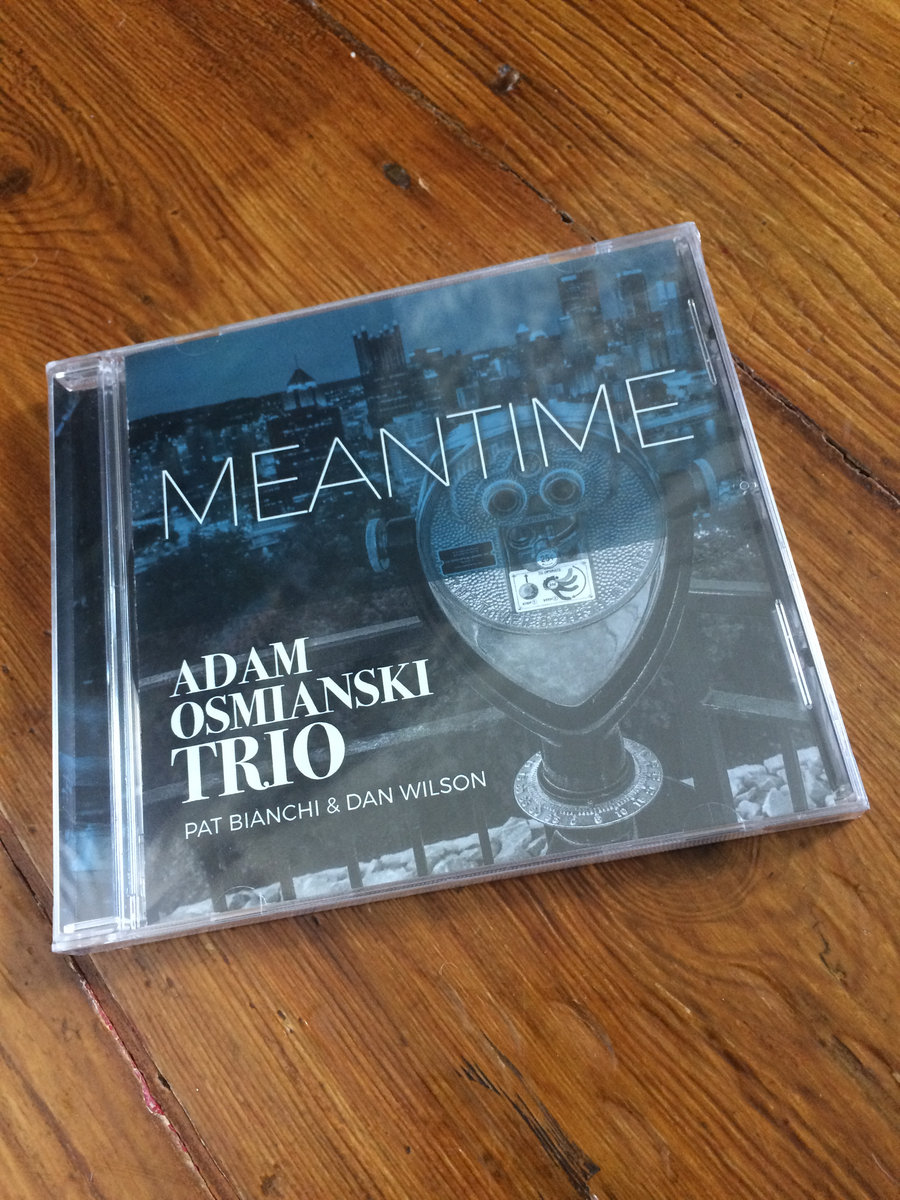 MEANTIME
ADAM
OSMIANSKI
TRIO
PAT BIANCHI & DAN WILSON